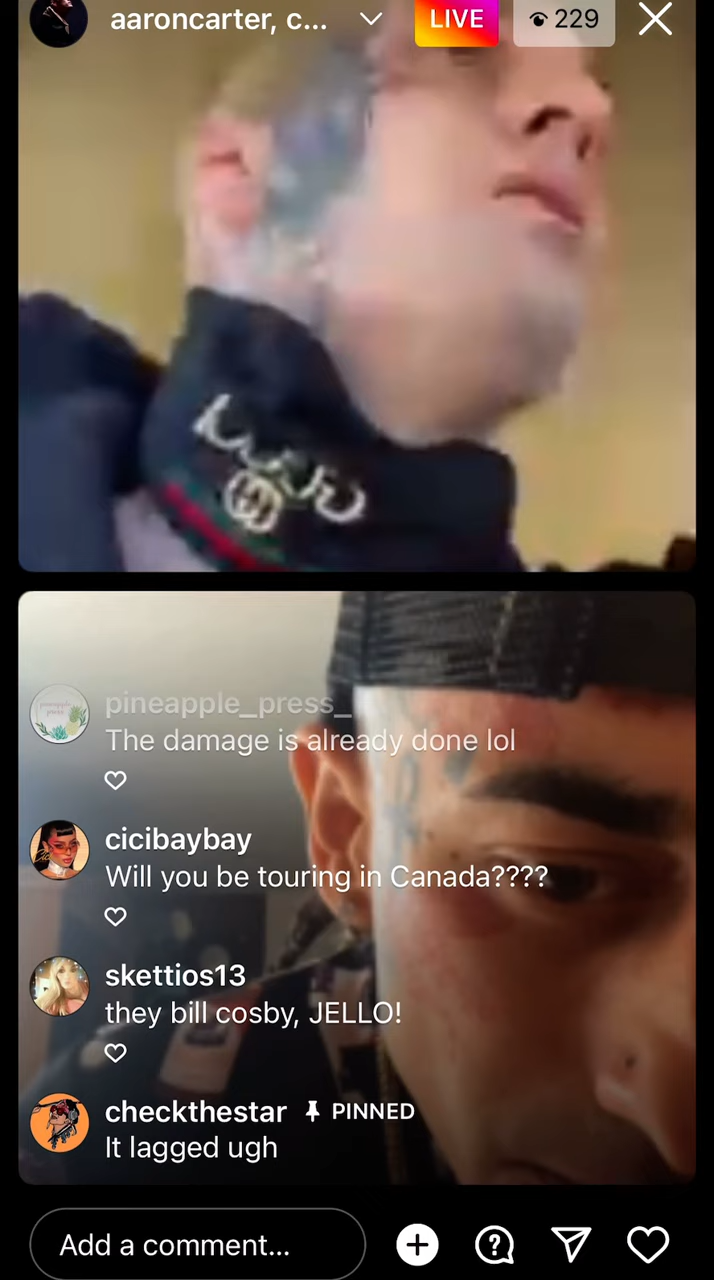 aaroncarter, c...
LIVE
229
pineapple_press_
The damage is already done lol
cicibaybay
Will you be touring in Canada????
skettios13
they bill cosby, JELLO!
checkthestar PINNED
It lagged ugh
Add a comment...